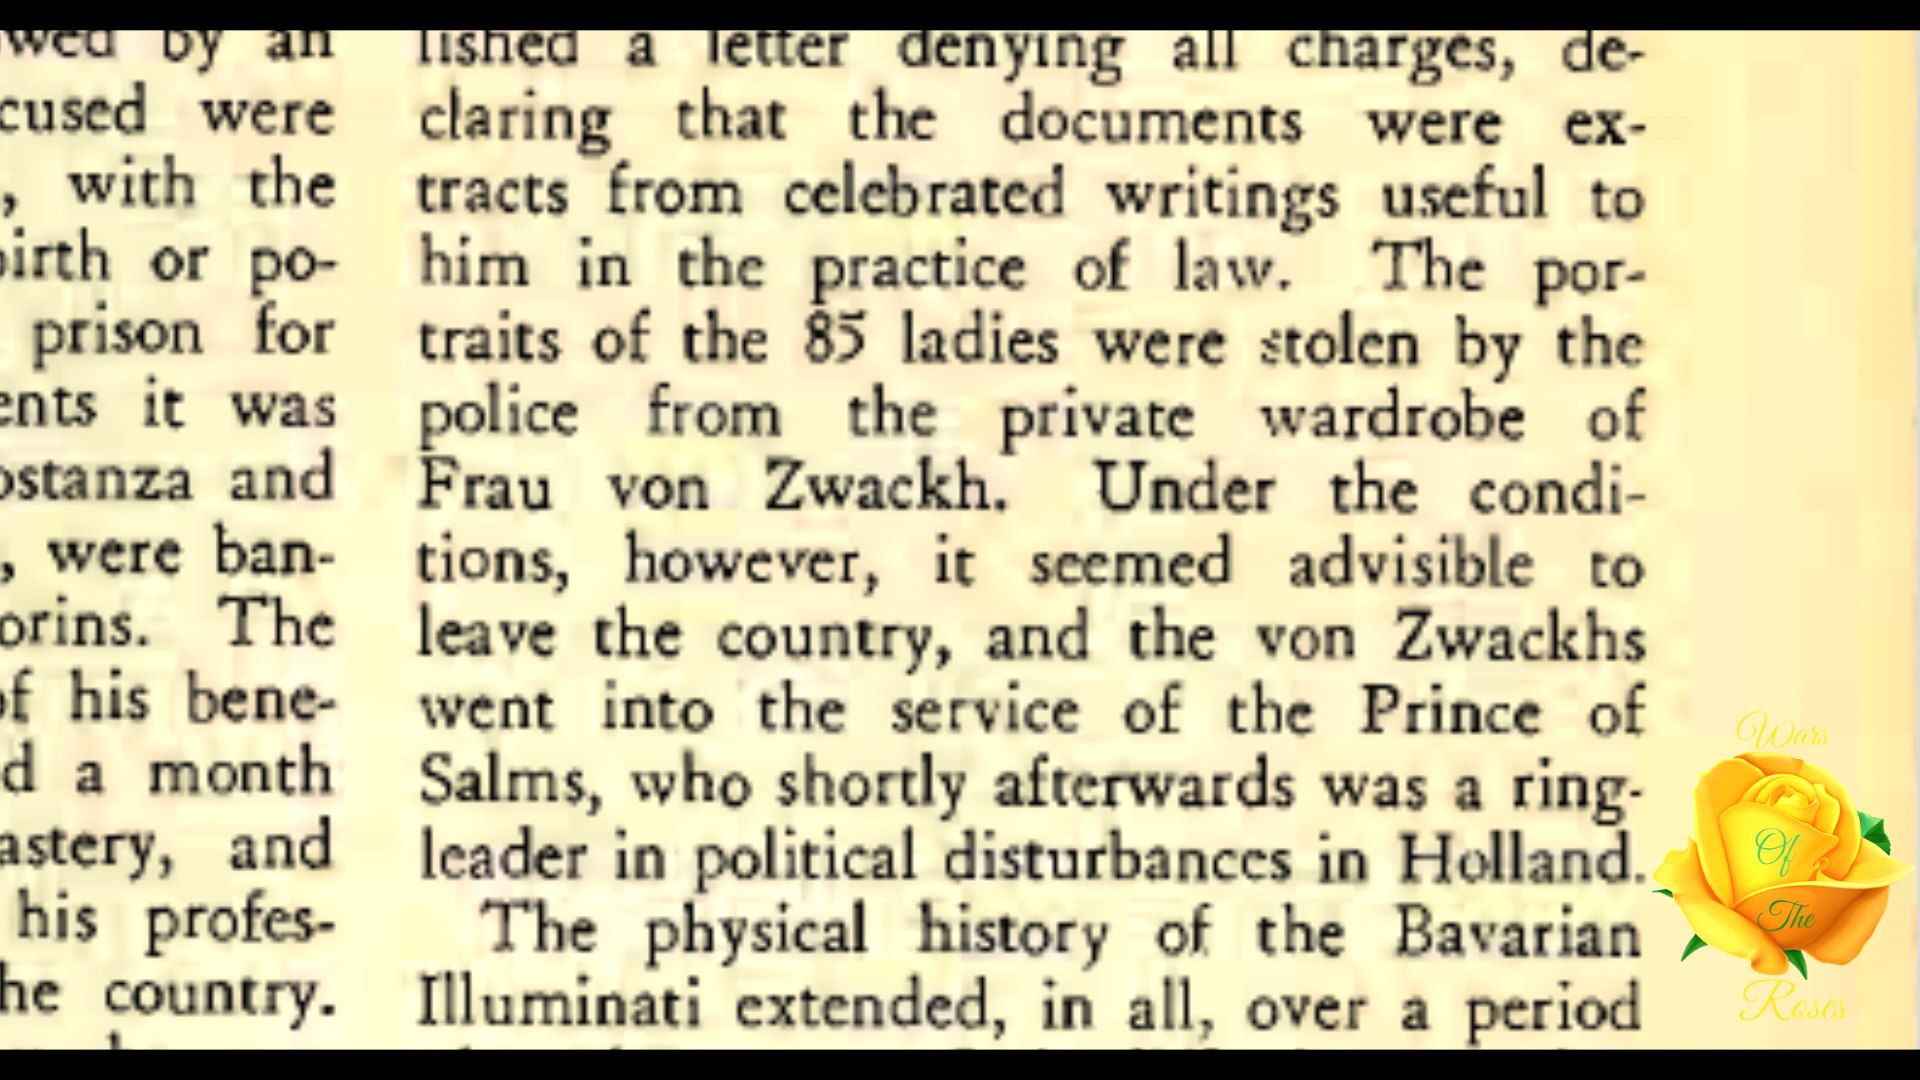 owed by an
cused were
, with the
birth or po-
prison for
ents it was
ostanza and
, were ban-
orins. The
of his bene-
d a month
astery, and
his profes-
he country.
lished a letter denying all charges, de-
claring that the documents were ex-
tracts from celebrated writings useful to
him in the practice of law. The por-
traits of the 85 ladies were stolen by the
police from the private wardrobe of
Frau von Zwackh. Under the condi-
tions, however, it seemed advisible to
leave the country, and the von Zwackhs
went into the service of the Prince of
Salms, who shortly afterwards was a ring-
leader in political disturbances in Holland.
The physical history of the Bavarian
Illuminati extended, in all, over a period
Wars
Of
The
Roses